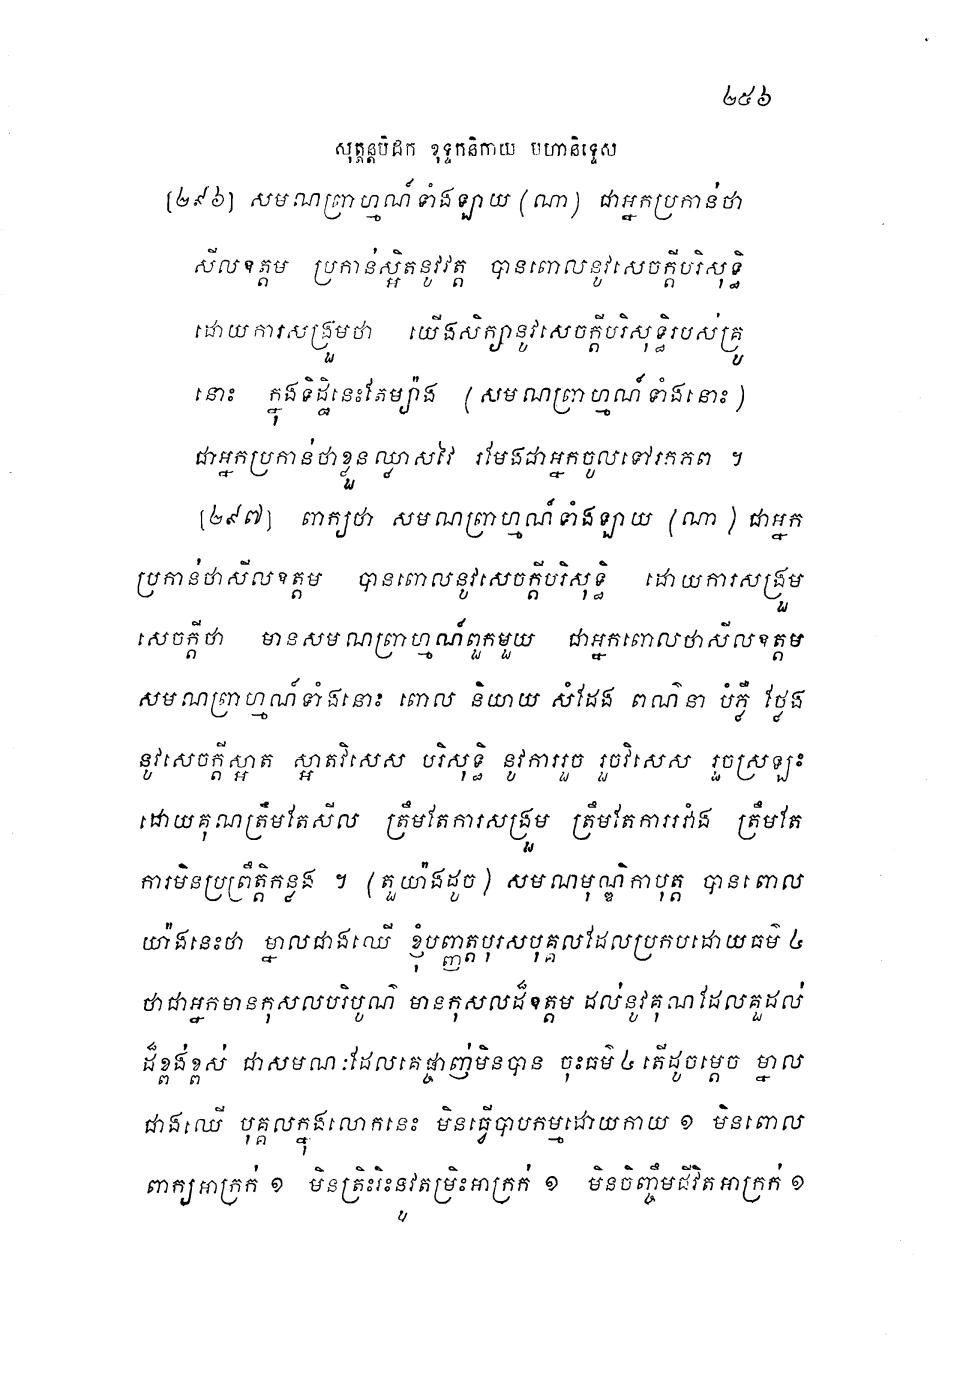 ២៥៦
សុត្តន្តបិដក ខុទ្ទកនិកាយ មហានិទ្ទេស
[២៩៦] សមណព្រាហ្មណ៍ទាំងឡាយ (ណា) ជាអ្នកប្រកាន់ថា
សីលឧត្តម ប្រកាន់ស្អិតនូវវត្ត បានពោលនូវសេចក្តីបរិសុទ្ធិ
ដោយការសង្រួមថា យើងសិក្សានូវសេចក្តីបរិសុទ្ធិរបស់គ្រូ
នោះ ក្នុងទិដ្ឋិនេះតែម្យ៉ាង (សមណព្រាហ្មណ៍ទាំងនោះ)
ជាអ្នកប្រកាន់ថាខ្លួនឈ្លាសវៃ រមែងជាអ្នកចូលទៅរកភព ។
[២៩៧] ពាក្យថា សមណព្រាហ្មណ៍ទាំងឡាយ (ណា) ជាអ្នក
ប្រកាន់ថាសីលឧត្តម បានពោលនូវសេចក្តីបរិសុទ្ធិ ដោយការសង្រួម
សេចក្តីថា មានសមណព្រាហ្មណ៍ពួកមួយ ជាអ្នកពោលថាសីលឧត្តម
សមណព្រាហ្មណ៍ទាំងនោះ ពោល និយាយ សំដែង ពណ៌នា បំភ្លឺ ថ្លែង
នូវសេចក្តីស្អាត ស្អាតវិសេស បរិសុទ្ធិ នូវការរួច រួចវិសេស រួចស្រឡះ
ដោយគុណត្រឹមតែសីល ត្រឹមតែការសង្រួម ត្រឹមតែការរវាំង ត្រឹមតែ
ការមិនប្រព្រឹត្តិកន្លង ។ (តួយ៉ាងដូច) សមណមុណ្ឌិកាបុត្ត បានពោល
យ៉ាងនេះថា ម្នាលជាងឈើ ខ្ញុំបញ្ញត្តបុរសបុគ្គលដែលប្រកបដោយធម៌ ៤
ថាជាអ្នកមានកុសលបរិបូណ៌ មានកុសលដ៏ឧត្តម ដល់នូវគុណដែលគួដល់
ដ៏ខ្ពង់ខ្ពស់ ជាសមណៈដែលគេផ្ចាញ់មិនបាន ចុះធម៌ ៤ តើដូចម្តេច ម្នាល
ជាងឈើ បុគ្គលក្នុងលោកនេះ មិនធ្វើបាបកម្មដោយកាយ ១ មិនពោល
ពាក្យអាក្រក់ ១ មិនត្រិះរិះនូវតម្រិះអាក្រក់ ១ មិនចិញ្ចឹមជីវិតអាក្រក់ ១